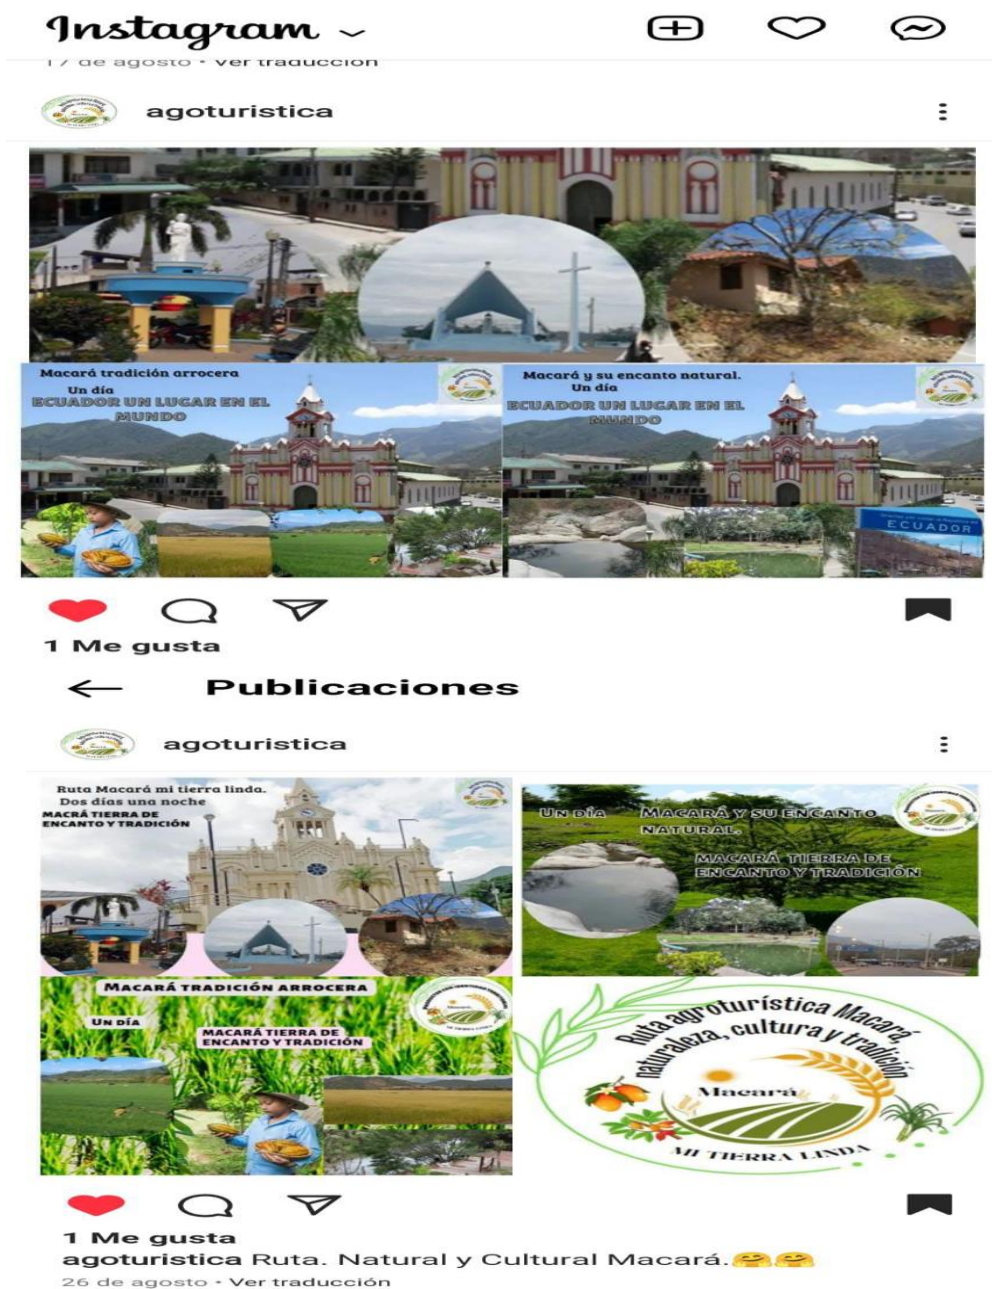 Instagram
17 de agosto • Ver traducción
agoturistica
Macará tradición arrocera
Un día
ECUADOR UN LUGAR EN EL
MUNDO
Macará y su encanto natural.
Un día
ECUADOR UN LUGAR EN EL
MUNDO
ECUADOR
1 Me gusta
Publicaciones
agoturistica
Ruta Macará mi tierra linda.
Dos días una noche
MACRÁ TIERRA DE
ENCANTO Y TRADICIÓN
UN DÍA MACARÁ Y SU ENCANTO
NATURAL.
MACARÁ TIERRA DE
ENCANTO Y TRADICIÓN
MACARÁ TRADICIÓN ARROCERA
UN DÍA
MACARÁ TIERRA DE
ENCANTO Y TRADICIÓN
Ruta agroturística Macará,
naturaleza, cultura y tradición
Macará
MI TIERRA LINDA
1 Me gusta
agoturistica Ruta. Natural y Cultural Macará.🤗🤗
26 de agosto • Ver traducción